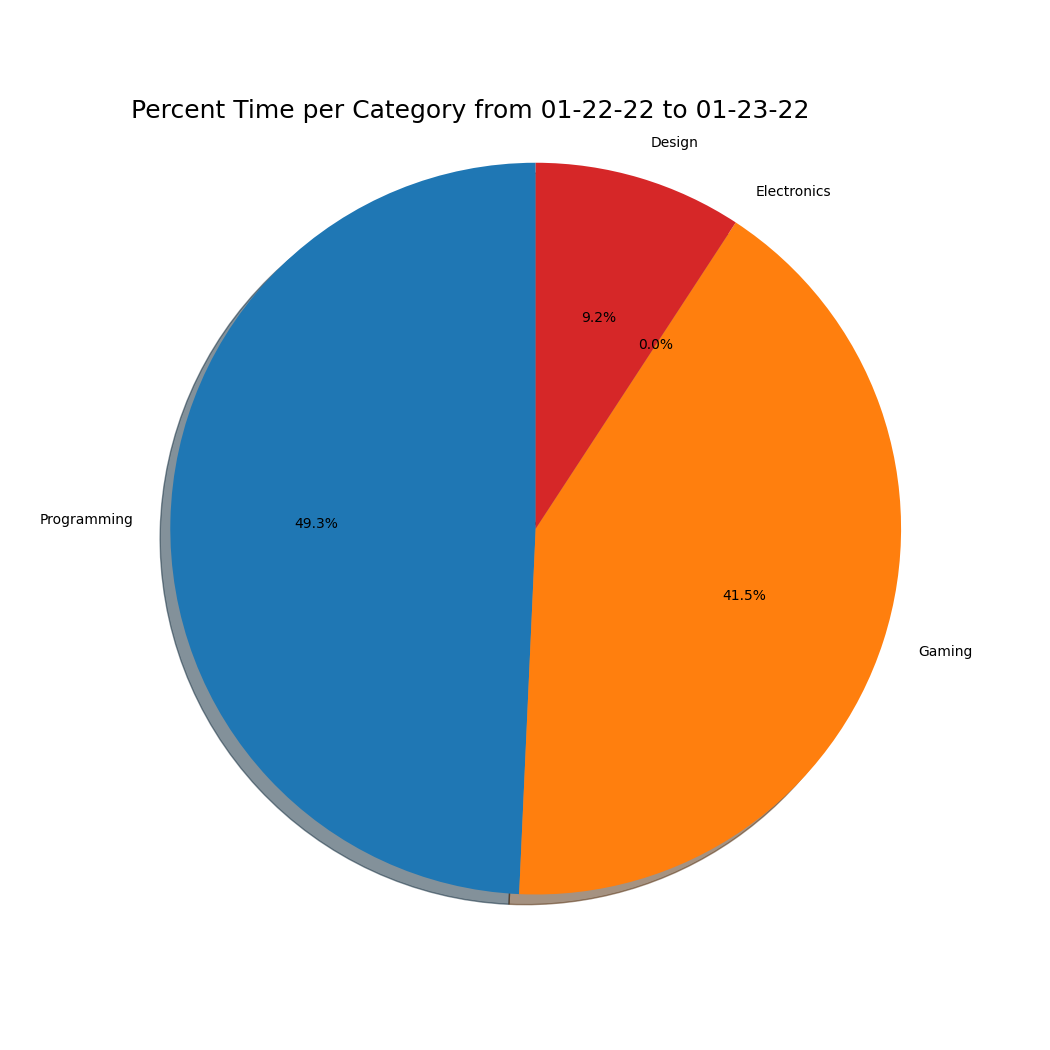 Percent Time per Category from 01-22-22 to 01-23-22
Design
Electronics
9.2%
0.0%
Programming
49.3%
41.5%
Gaming